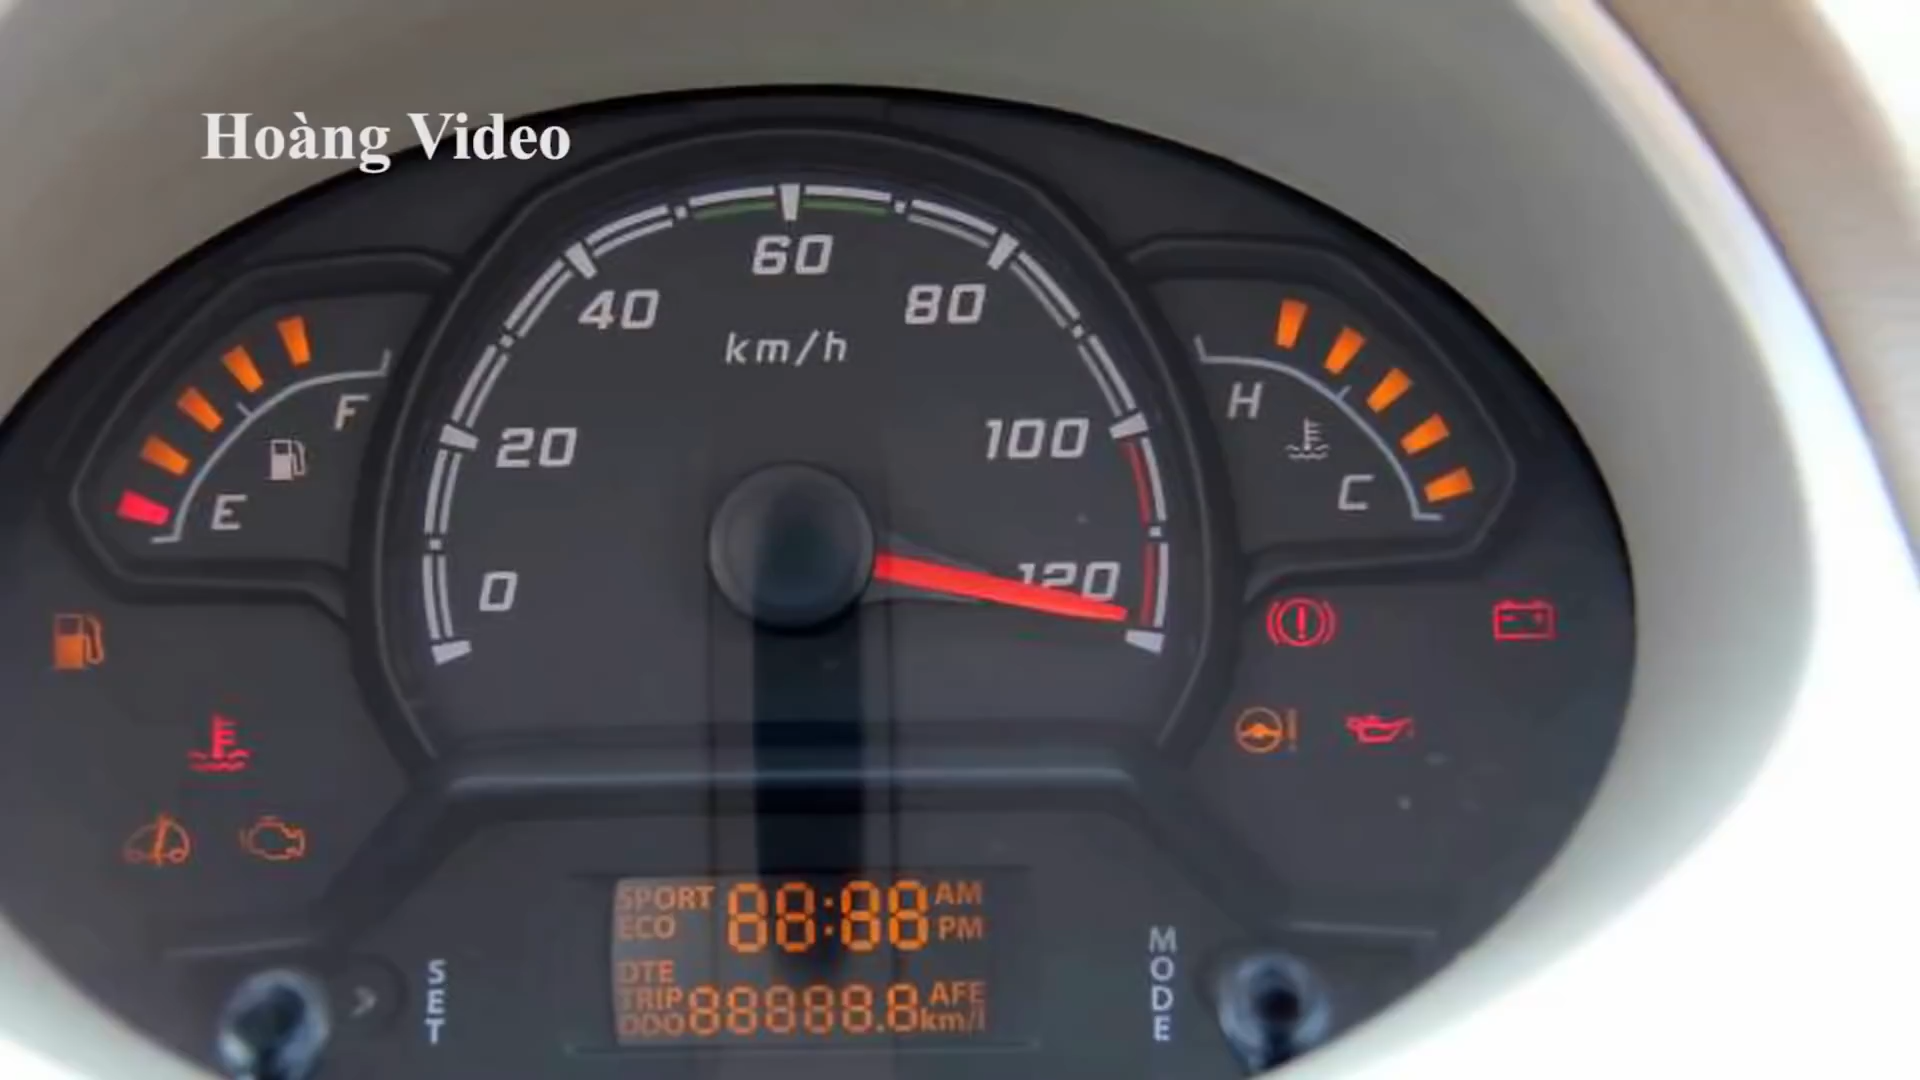 Hoàng Video
60
40
80
km/h
F
H
20
100
E
C
0
120
SPORT
88:88
AM
ECO
PM
SET
MODE
DTE
TRIP
88888.8
AFE
ODO
km/l